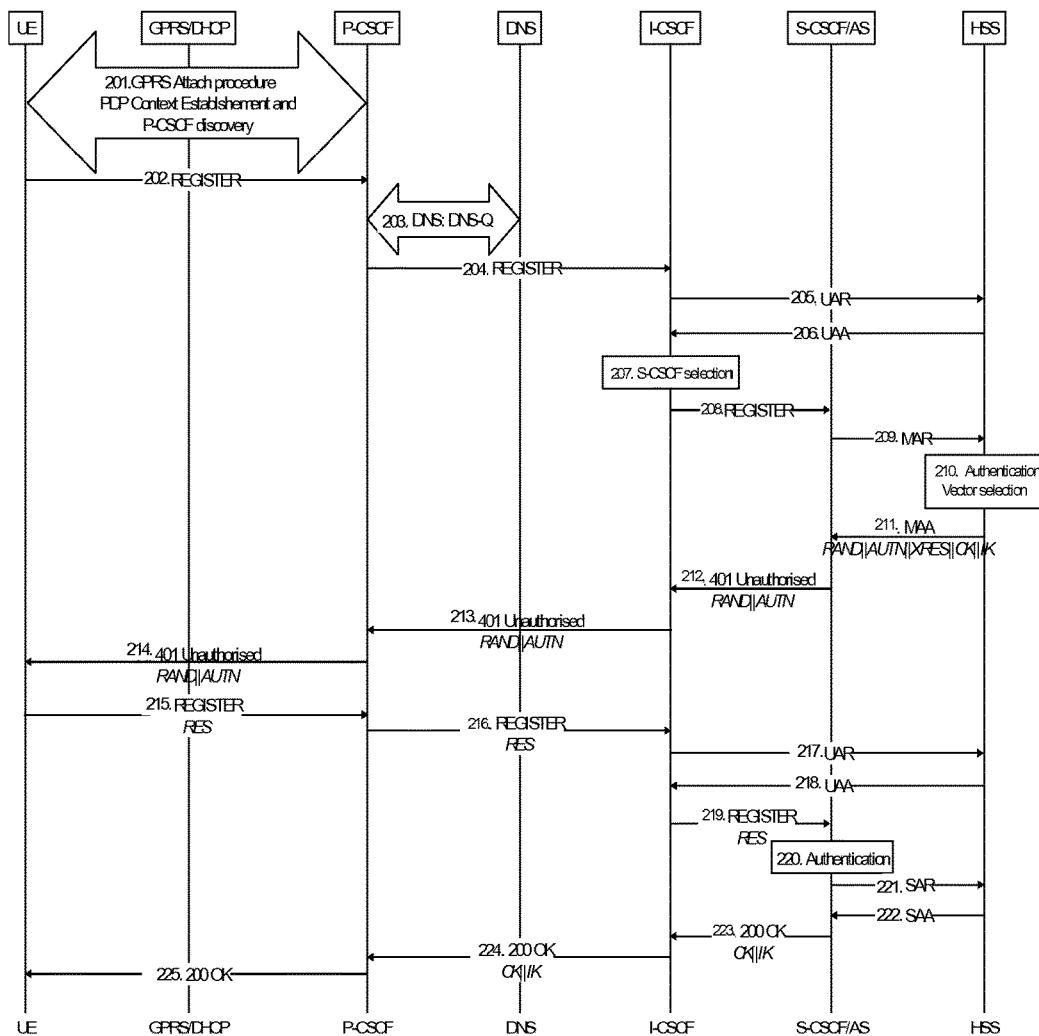 UE GPRS/DHCP P-CSCF DNS I-CSCF S-CSCF/AS HSS
201.GPRS Attach procedure
PDP Context Establishement and
P-CSCF discovery
202. REGISTER
203. DNS: DNS-Q
204. REGISTER
205. UAR
206. UAA
207. S-CSCF selection
208. REGISTER
209. MAR
210. Authentication
Vector selection
211. MAA
RAND||AUTN||XRES||CK||IK
212. 401 Unauthorised
RAND||AUTN
213. 401 Unauthorised
RAND||AUTN
214. 401 Unauthorised
RAND||AUTN
215. REGISTER
RES
216. REGISTER
RES
217. UAR
218. UAA
219. REGISTER
RES
220. Authentication
221. SAR
222. SAA
223. 200 OK
CK||IK
224. 200 OK
CK||IK
225. 200 OK
UE GPRS/DHCP P-CSCF DNS I-CSCF S-CSCF/AS HSS